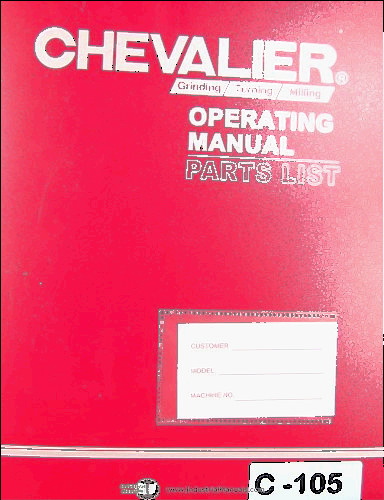 CHEVALIER®
Grinding / Turning / Milling
OPERATING
MANUAL
PARTS LIST
CUSTOMER
MODEL
MACHINE NO.
C -105